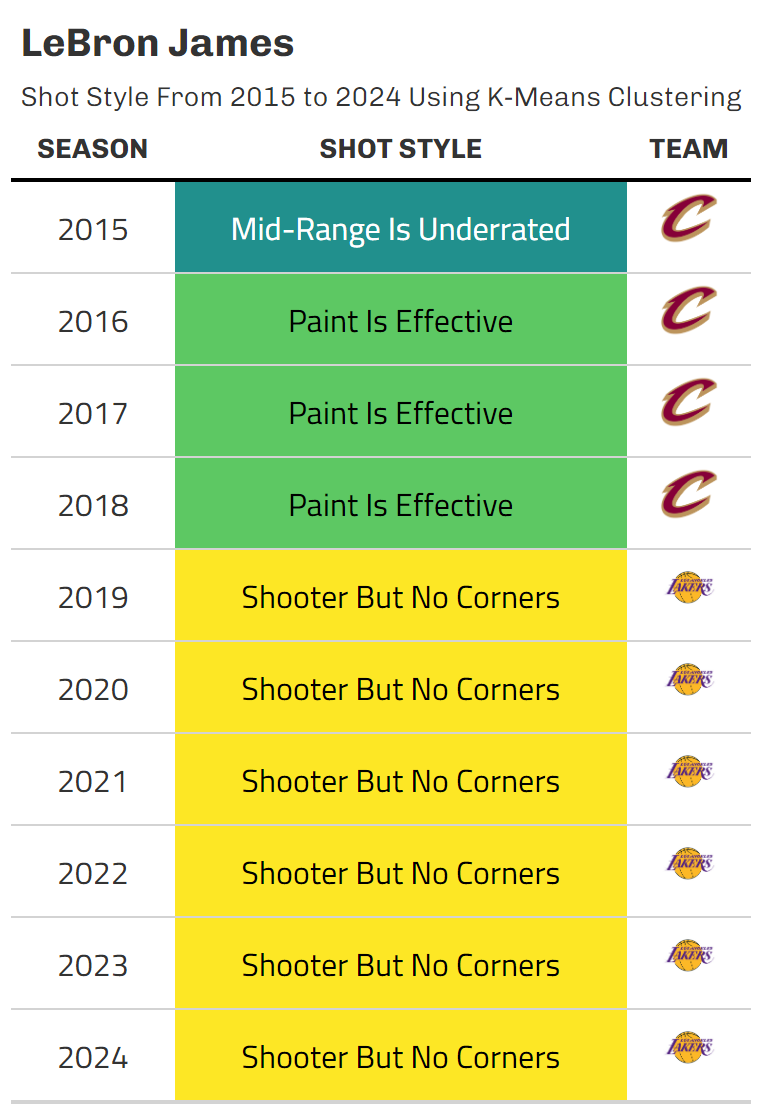 LeBron James
Shot Style From 2015 to 2024 Using K-Means Clustering
SEASON SHOT STYLE TEAM
2015 Mid-Range Is Underrated C
2016 Paint Is Effective C
2017 Paint Is Effective C
2018 Paint Is Effective C
2019 Shooter But No Corners LOS ANGELES LAKERS
2020 Shooter But No Corners LOS ANGELES LAKERS
2021 Shooter But No Corners LOS ANGELES LAKERS
2022 Shooter But No Corners LOS ANGELES LAKERS
2023 Shooter But No Corners LOS ANGELES LAKERS
2024 Shooter But No Corners LOS ANGELES LAKERS